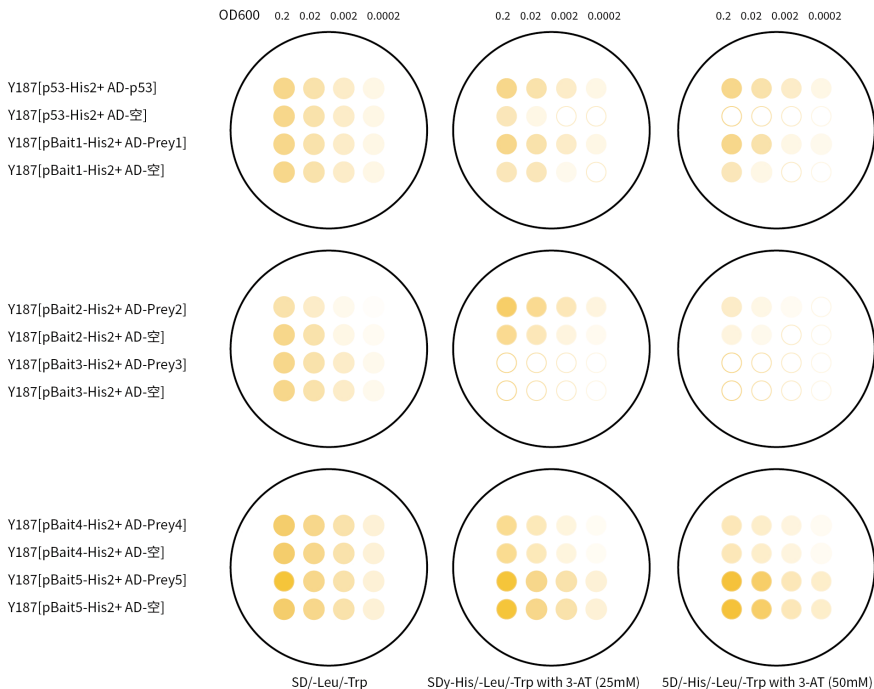 OD600 0.2 0.02 0.002 0.0002 0.2 0.02 0.002 0.0002 0.2 0.02 0.002 0.0002
Y187[p53-His2+ AD-p53]
Y187[p53-His2+ AD-空]
Y187[pBait1-His2+ AD-Prey1]
Y187[pBait1-His2+ AD-空]
Y187[pBait2-His2+ AD-Prey2]
Y187[pBait2-His2+ AD-空]
Y187[pBait3-His2+ AD-Prey3]
Y187[pBait3-His2+ AD-空]
Y187[pBait4-His2+ AD-Prey4]
Y187[pBait4-His2+ AD-空]
Y187[pBait5-His2+ AD-Prey5]
Y187[pBait5-His2+ AD-空]
SD/-Leu/-Trp SDy-His/-Leu/-Trp with 3-AT (25mM) 5D/-His/-Leu/-Trp with 3-AT (50mM)